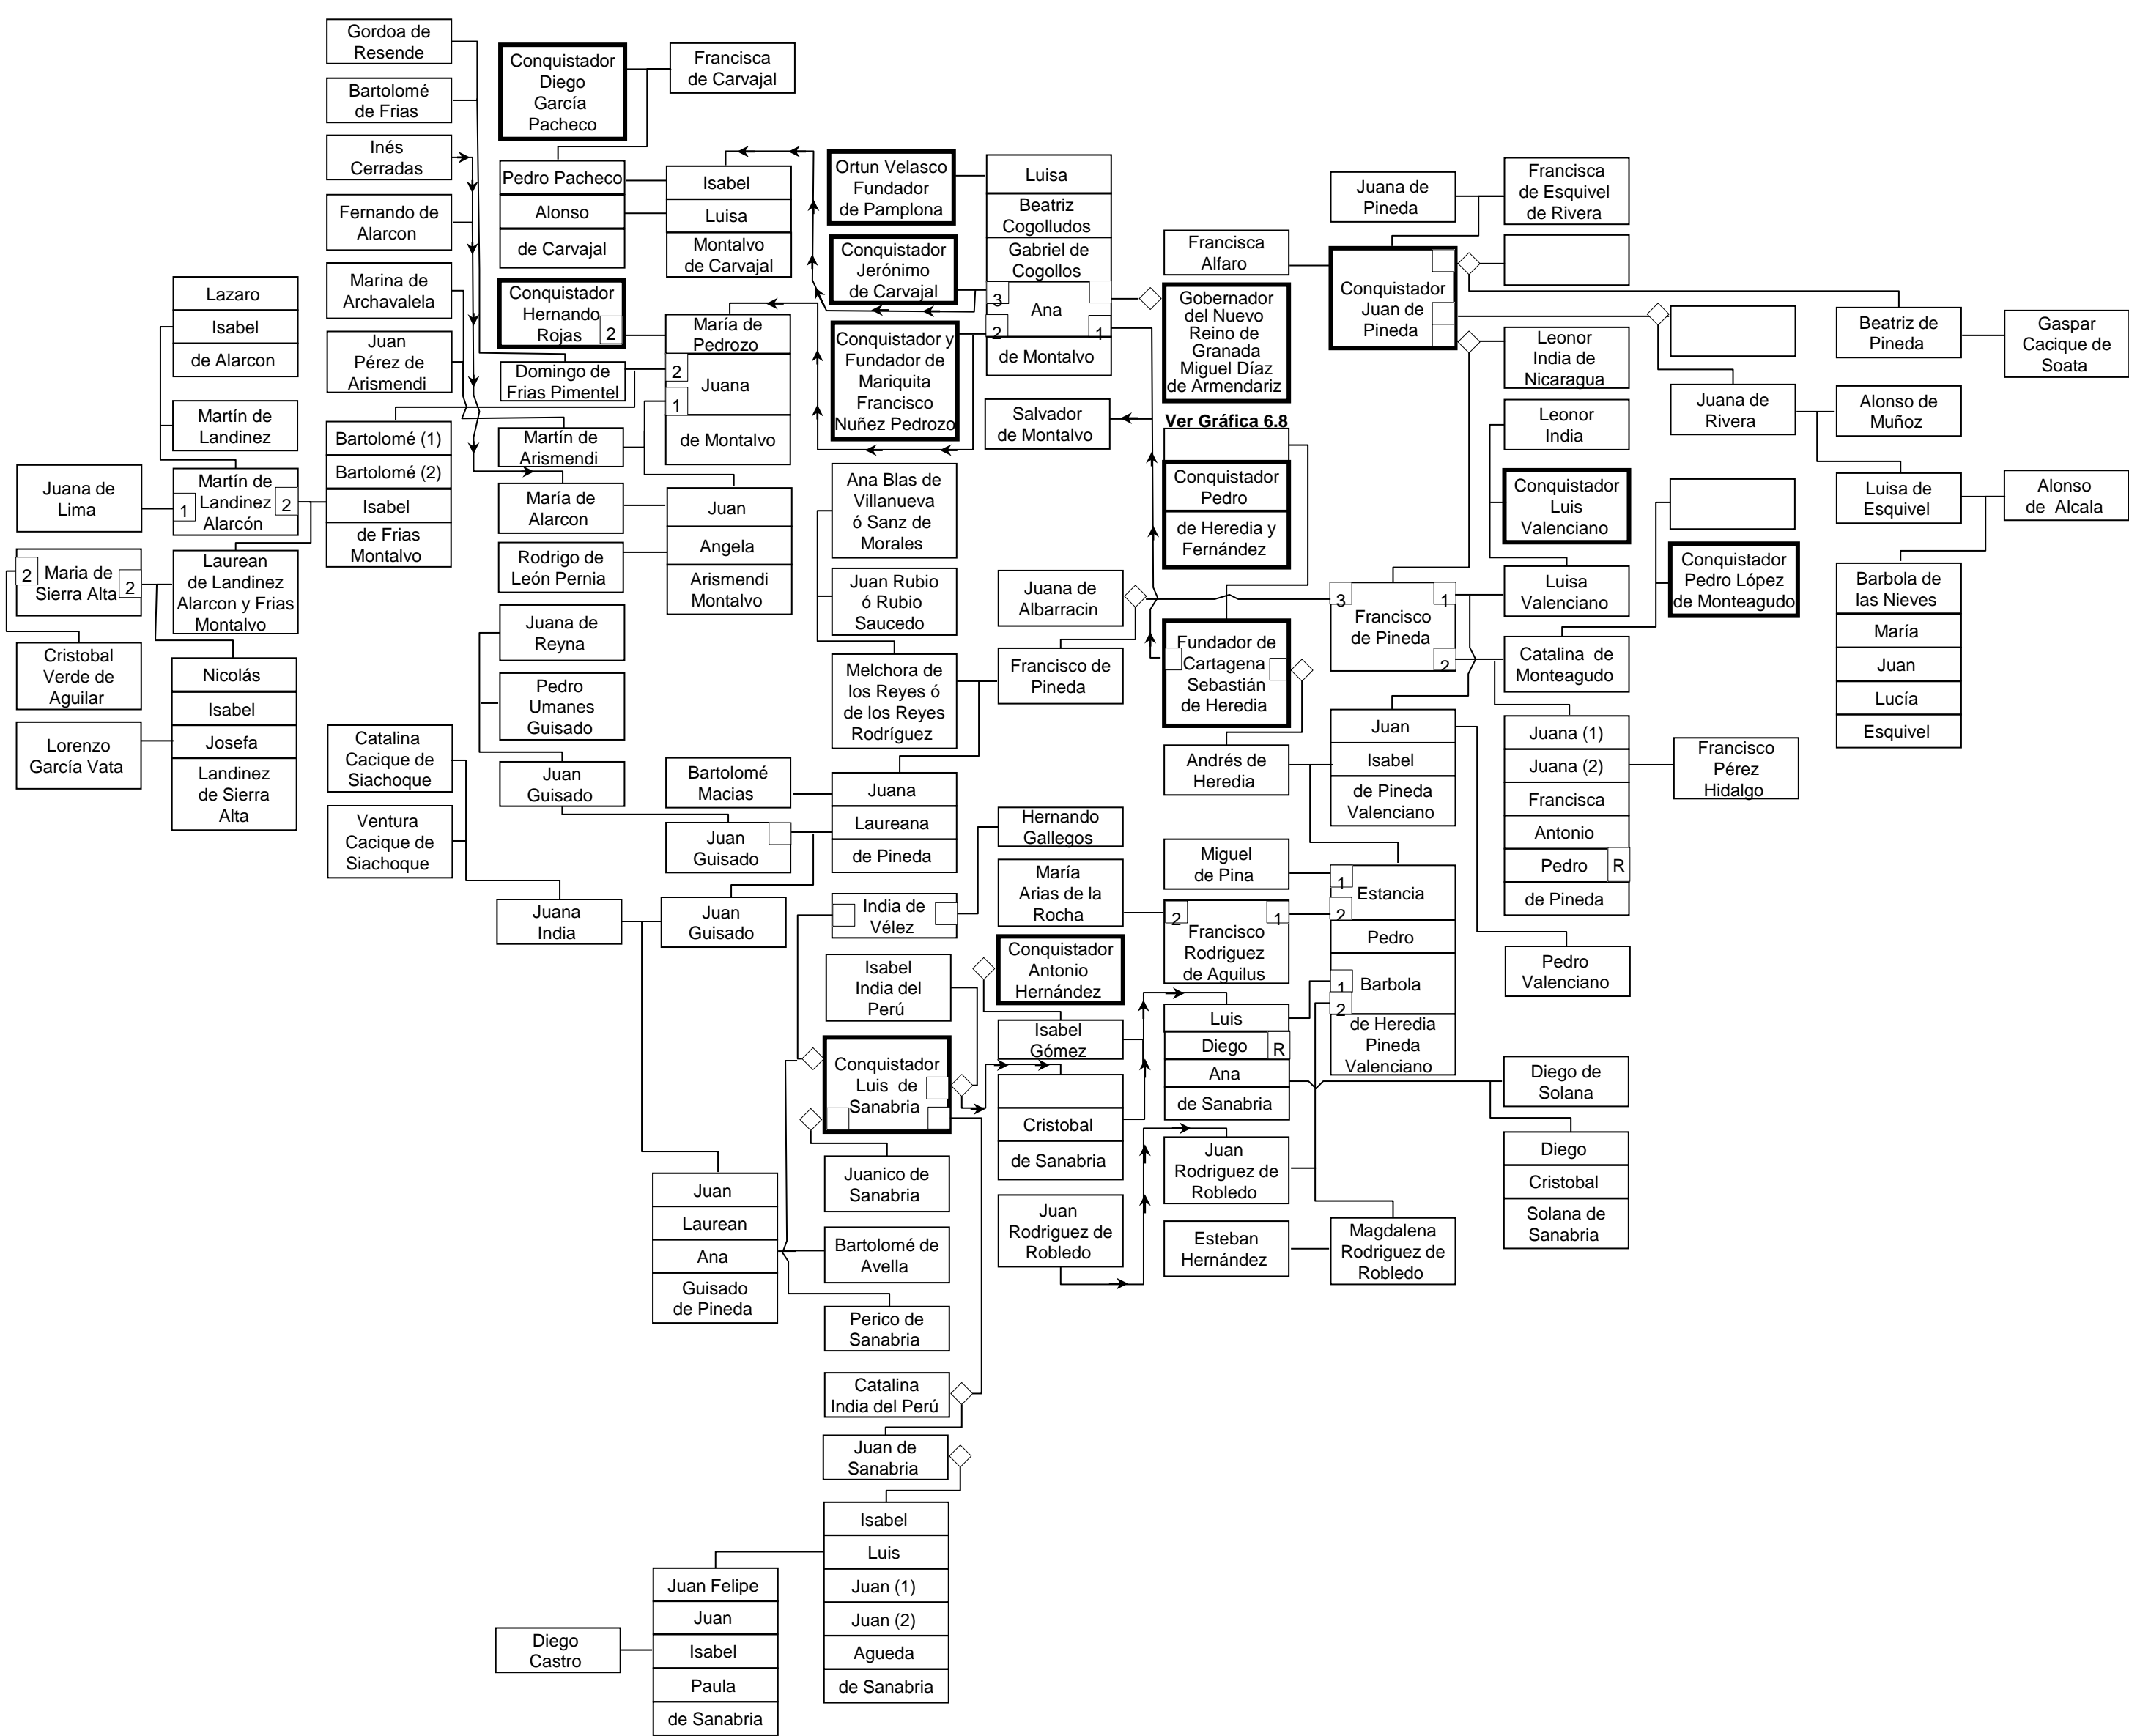 Gordoa de
Resende
Bartolomé
de Frias
Inés
Cerradas
Fernando de
Alarcon
Marina de
Archavalela
Juan
Pérez de
Arismendi
Conquistador
Diego
García
Pacheco
Francisca
de Carvajal
Pedro Pacheco
Alonso
de Carvajal
Isabel
Luisa
Montalvo
de Carvajal
Conquistador
Hernando
Rojas
2
María de
Pedrozo
2
Juana
1
de Montalvo
Domingo de
Frias Pimentel
Martín de
Arismendi
María de
Alarcon
Rodrigo de
León Pernia
Juan
Angela
Arismendi
Montalvo
Lazaro
Isabel
de Alarcon
Martín de
Landinez
Juana de
Lima
Martín de
Landinez
Alarcón
1
2
Bartolomé (1)
Bartolomé (2)
Isabel
de Frias
Montalvo
2
Maria de
Sierra Alta
2
Laurean
de Landinez
Alarcon y Frias
Montalvo
Cristobal
Verde de
Aguilar
Lorenzo
García Vata
Nicolás
Isabel
Josefa
Landinez
de Sierra
Alta
Ortun Velasco
Fundador
de Pamplona
Conquistador
Jerónimo
de Carvajal
Conquistador y
Fundador de
Mariquita
Francisco
Nuñez Pedrozo
Luisa
Beatriz
Cogolludos
Gabriel de
Cogollos
3
Ana
2
1
de Montalvo
Salvador
de Montalvo
Francisca
Alfaro
Gobernador
del Nuevo
Reino de
Granada
Miguel Díaz
de Armendariz
Ver Gráfica 6.8
Conquistador
Pedro
de Heredia y
Fernández
Fundador de
Cartagena
Sebastián
de Heredia
Andrés de
Heredia
Juana de
Pineda
Francisca
de Esquivel
de Rivera
Conquistador
Juan de
Pineda
Leonor
India de
Nicaragua
Leonor
India
Conquistador
Luis
Valenciano
Luisa
Valenciano
Catalina de
Monteagudo
Conquistador
Pedro López
de Monteagudo
Beatriz de
Pineda
Gaspar
Cacique de
Soata
Juana de
Rivera
Alonso de
Muñoz
Luisa de
Esquivel
Alonso
de Alcala
Barbola de
las Nieves
María
Juan
Lucía
Esquivel
3
1
Francisco
de Pineda
2
Juan
Isabel
de Pineda
Valenciano
Juana (1)
Juana (2)
Francisca
Antonio
Pedro
R
de Pineda
Francisco
Pérez
Hidalgo
Pedro
Valenciano
Ana Blas de
Villanueva
ó Sanz de
Morales
Juan Rubio
ó Rubio
Saucedo
Melchora de
los Reyes ó
de los Reyes
Rodríguez
Juana de
Albarracin
Francisco de
Pineda
Juana de
Reyna
Pedro
Umanes
Guisado
Juan
Guisado
Bartolomé
Macias
Juan
Guisado
Juana
Laureana
de Pineda
Catalina
Cacique de
Siachoque
Ventura
Cacique de
Siachoque
Juana
India
Juan
Guisado
India de
Vélez
Hernando
Gallegos
María
Arias de la
Rocha
Miguel
de Pina
2
1
Francisco
Rodriguez
de Aguilus
1
Estancia
2
Pedro
1
Barbola
2
de Heredia
Pineda
Valenciano
Isabel
India del
Perú
Conquistador
Antonio
Hernández
Isabel
Gómez
Conquistador
Luis de
Sanabria
Cristobal
de Sanabria
Luis
Diego
R
Ana
de Sanabria
Diego de
Solana
Diego
Cristobal
Solana de
Sanabria
Juanico de
Sanabria
Juan
Rodriguez de
Robledo
Juan
Rodriguez de
Robledo
Esteban
Hernández
Magdalena
Rodriguez de
Robledo
Juan
Laurean
Ana
Guisado
de Pineda
Bartolomé de
Avella
Perico de
Sanabria
Catalina
India del Perú
Juan de
Sanabria
Isabel
Luis
Juan (1)
Juan (2)
Agueda
de Sanabria
Juan Felipe
Juan
Isabel
Paula
de Sanabria
Diego
Castro